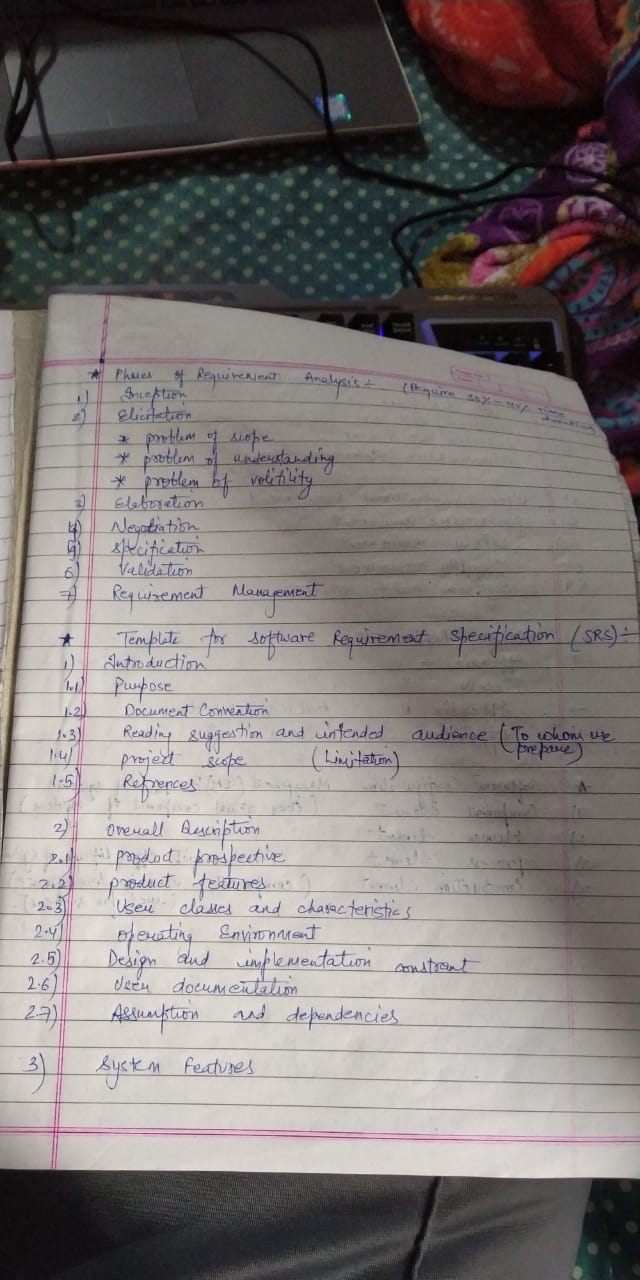 * Phases of Requirement Analysis ÷ (Require 30% - 40% time duration)
1) Inception
2) Elicitation
* problem of scope
* problem of understanding
* problem of volitility
3) Elaboration
4) Negotiation
5) Specification
6) Validation
7) Requirement Management
* Template for Software Requirement Specification (SRS) ÷
1) Introduction
1.1) Purpose
1.2) Document Convention
1.3) Reading suggestion and intended audience (To whom we prepare)
1.4) project scope (Limitation)
1.5) Refrences
2) Overall Description
2.1) product prospective
2.2) product features
2.3) User classes and characteristics
2.4) Operating Environment
2.5) Design and implementation constrent
2.6) User documentation
2.7) Assumption and dependencies
3) System Features